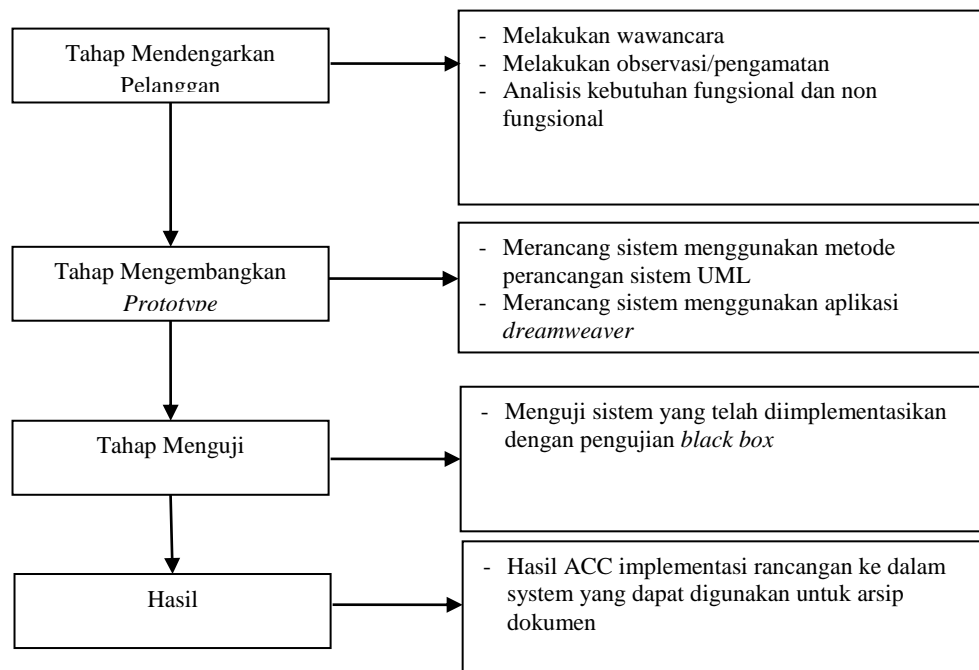 Tahap Mendengarkan
Pelanggan
- Melakukan wawancara
- Melakukan observasi/pengamatan
- Analisis kebutuhan fungsional dan non
fungsional
Tahap Mengembangkan
Prototype
- Merancang sistem menggunakan metode
perancangan sistem UML
- Merancang sistem menggunakan aplikasi
dreamweaver
Tahap Menguji
- Menguji sistem yang telah diimplementasikan
dengan pengujian black box
Hasil
- Hasil ACC implementasi rancangan ke dalam
system yang dapat digunakan untuk arsip
dokumen